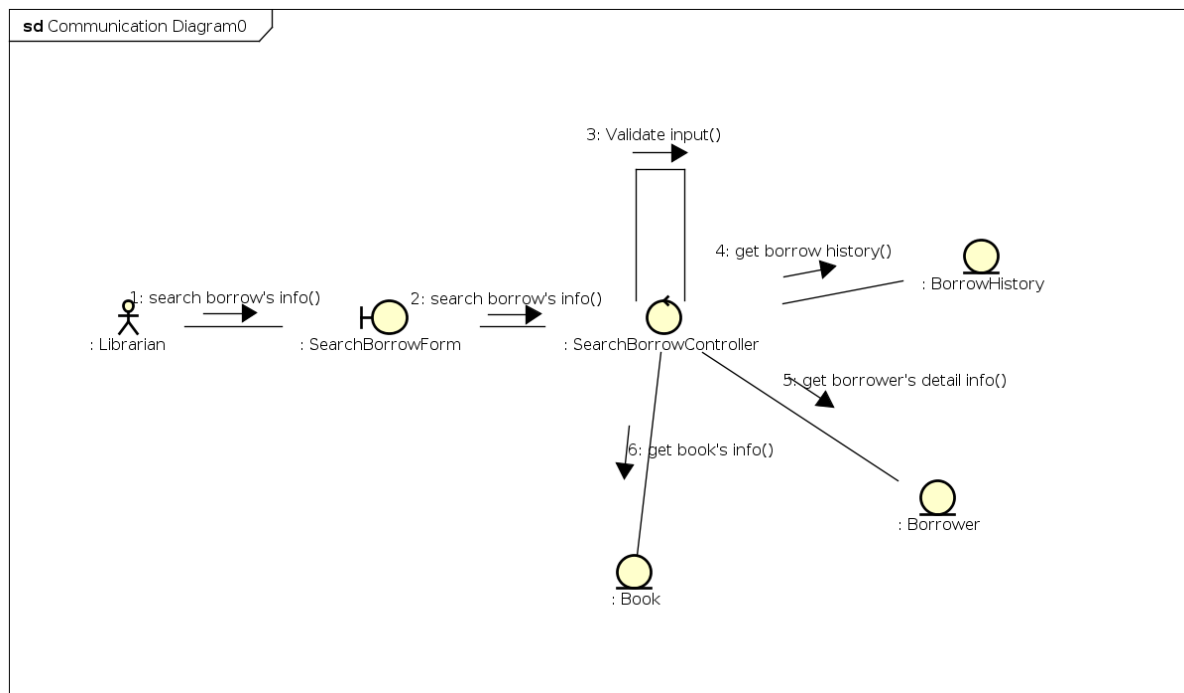 sd Communication Diagram0
3: Validate input()
4: get borrow history()
: BorrowHistory
1: search borrow's info()
2: search borrow's info()
: Librarian
: SearchBorrowForm
: SearchBorrowController
5: get borrower's detail info()
6: get book's info()
: Borrower
: Book